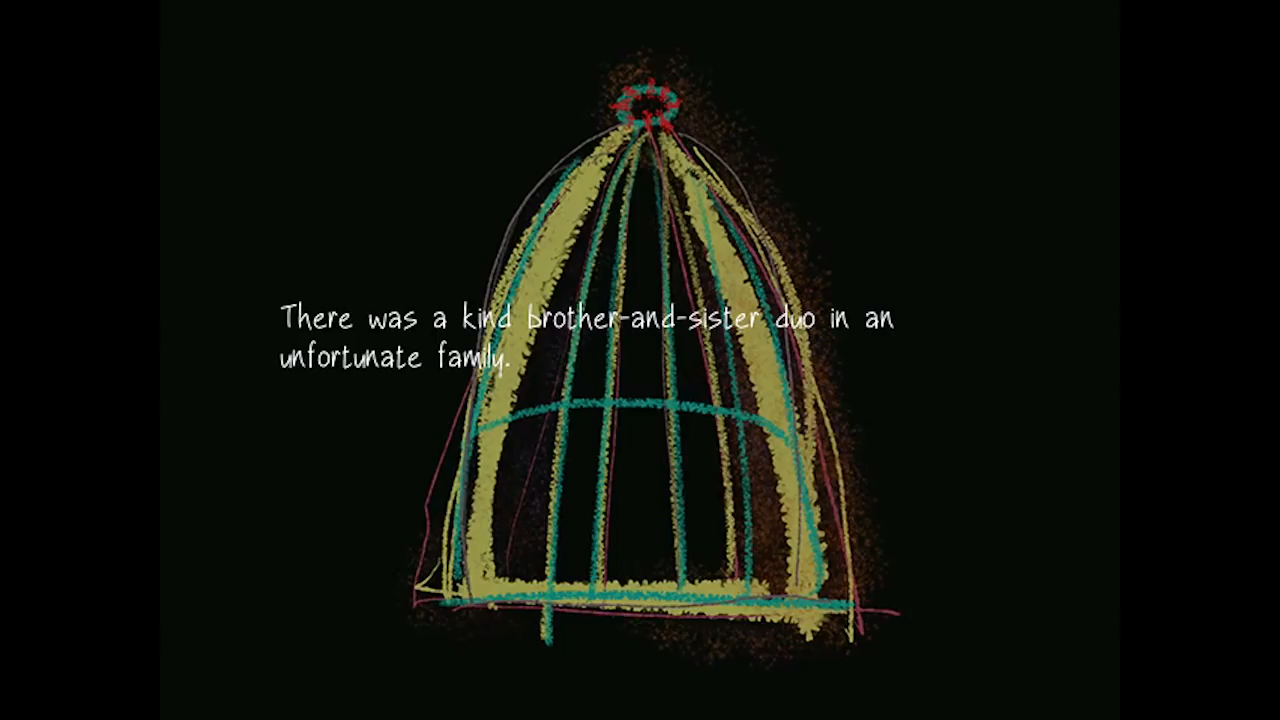 There was a kind brother-and-sister duo in an
unfortunate family.